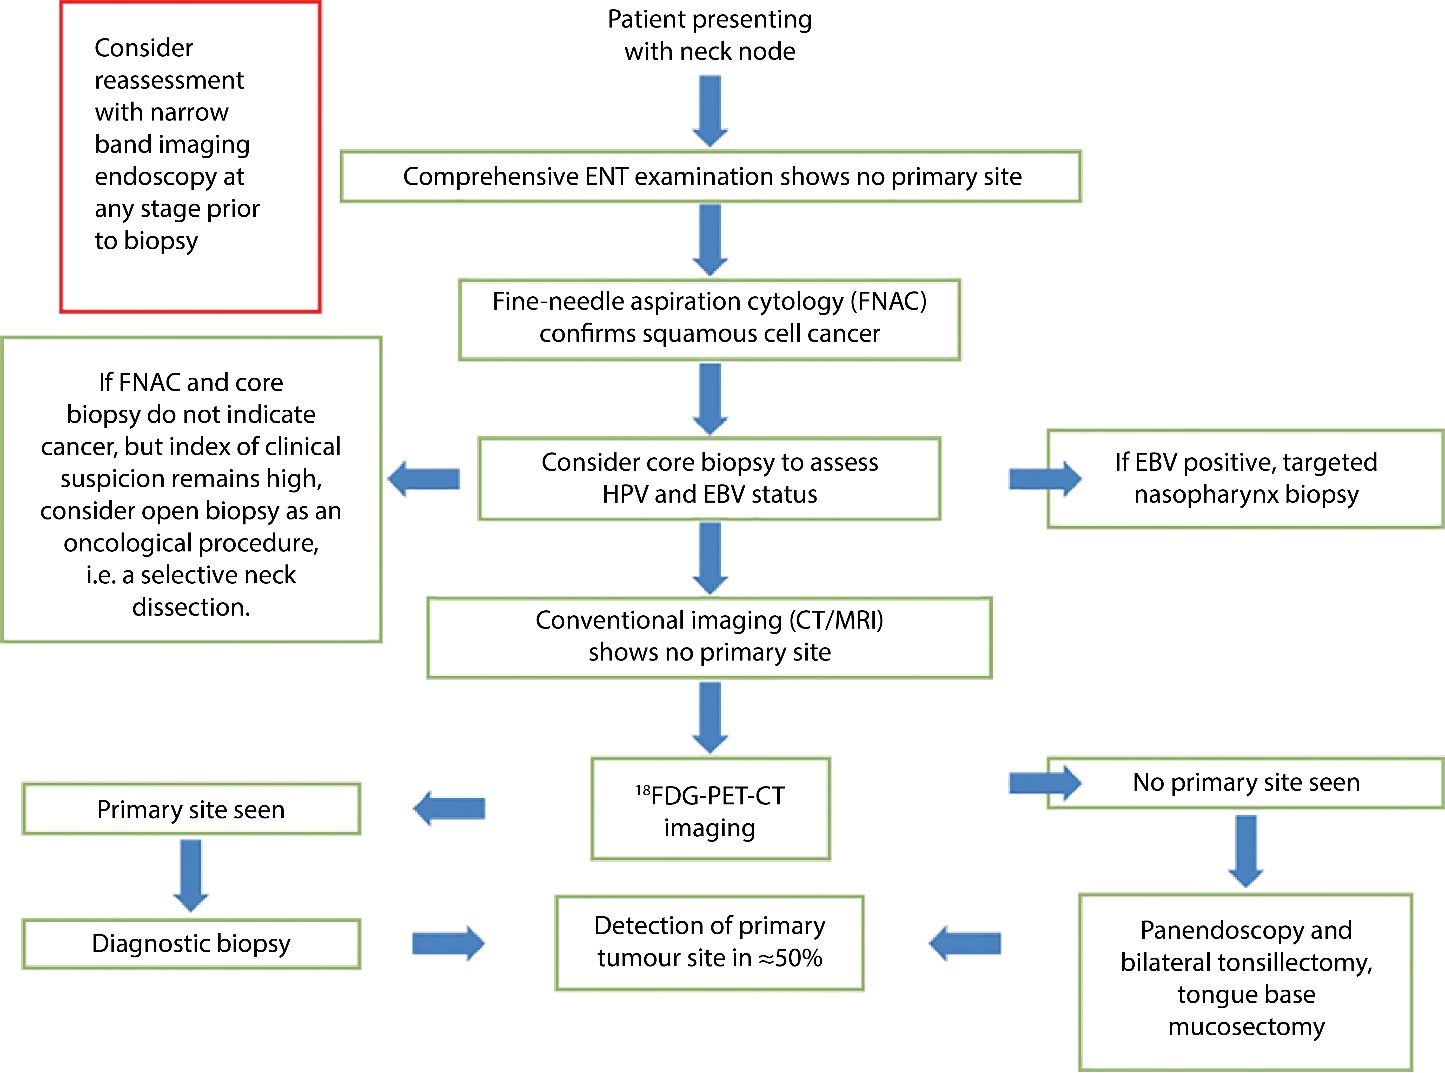 Consider
reassessment
with narrow
band imaging
endoscopy at
any stage prior
to biopsy
Patient presenting
with neck node
Comprehensive ENT examination shows no primary site
Fine-needle aspiration cytology (FNAC)
confirms squamous cell cancer
If FNAC and core
biopsy do not indicate
cancer, but index of clinical
suspicion remains high,
consider open biopsy as an
oncological procedure,
i.e. a selective neck
dissection.
Consider core biopsy to assess
HPV and EBV status
If EBV positive, targeted
nasopharynx biopsy
Conventional imaging (CT/MRI)
shows no primary site
¹⁸FDG-PET-CT
imaging
Primary site seen
No primary site seen
Diagnostic biopsy
Detection of primary
tumour site in ≈50%
Panendoscopy and
bilateral tonsillectomy,
tongue base
mucosectomy